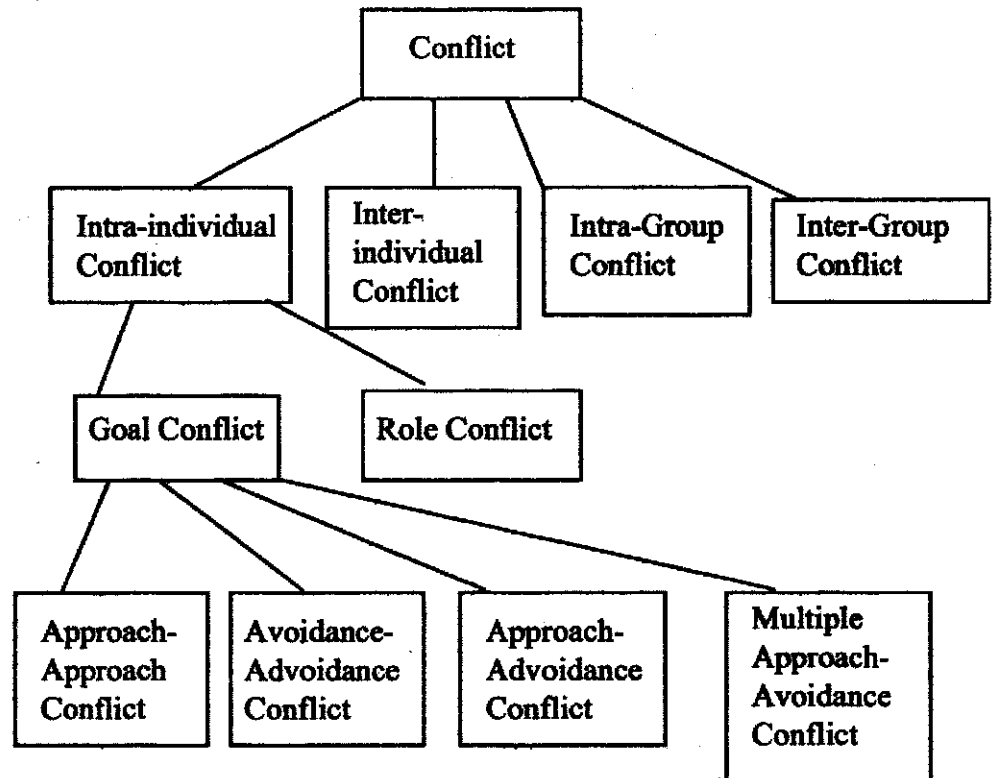 Conflict
Intra-individual
Conflict
Inter-
individual
Conflict
Intra-Group
Conflict
Inter-Group
Conflict
Goal Conflict
Role Conflict
Approach-
Approach
Conflict
Avoidance-
Advoidance
Conflict
Approach-
Advoidance
Conflict
Multiple
Approach-
Avoidance
Conflict